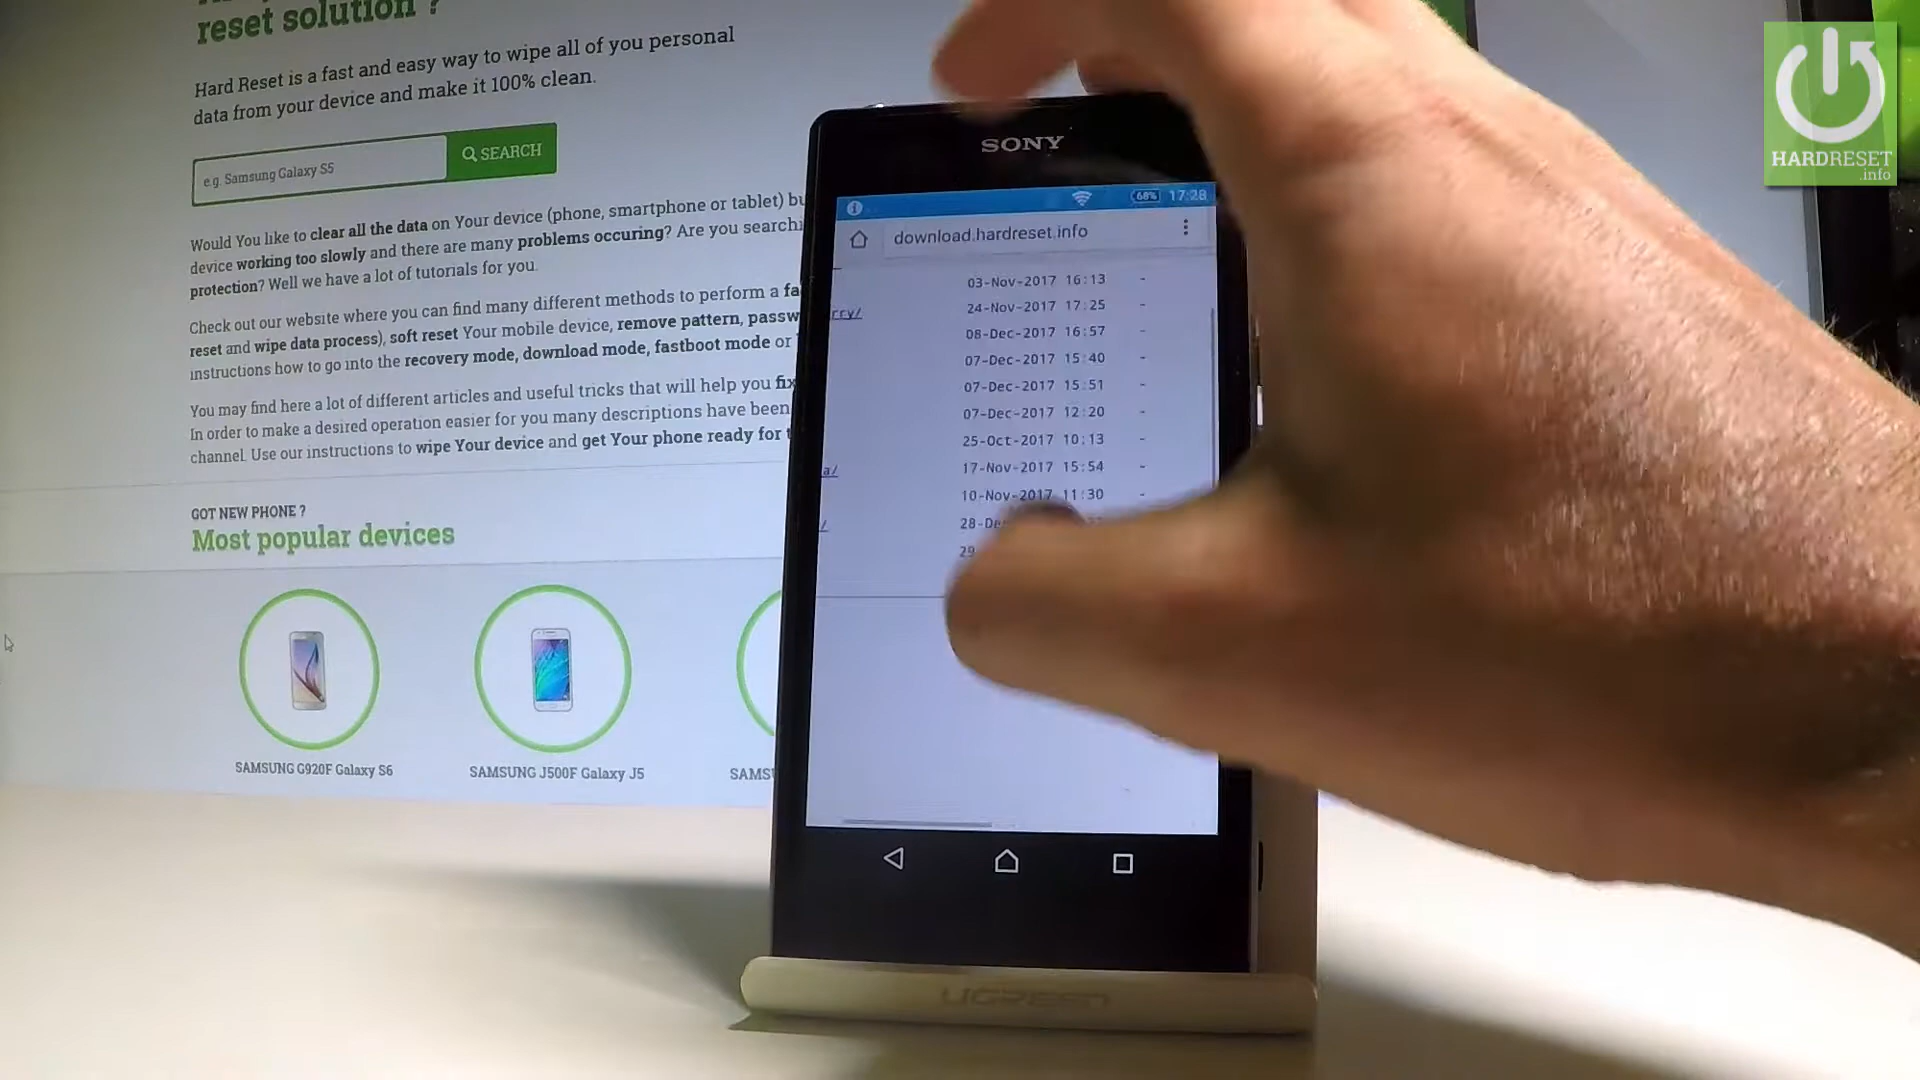 reset solution ?
Hard Reset is a fast and easy way to wipe all of you personal
data from your device and make it 100% clean.
e.g. Samsung Galaxy S5
SEARCH
Would You like to clear all the data on Your device (phone, smartphone or tablet)
device working too slowly and there are many problems occuring? Are you
protection? Well we have a lot of tutorials for you.
Check out our website where you can find many different methods to perform a
reset and wipe data process), soft reset Your mobile device, remove pattern,
instructions how to go into the recovery mode, download mode, fastboot mode or
You may find here a lot of different articles and useful tricks that will help you fix
In order to make a desired operation easier for you many descriptions have been
channel. Use our instructions to wipe Your device and get Your phone ready for
GOT NEW PHONE ?
Most popular devices
SAMSUNG G920F Galaxy S6
SAMSUNG J500F Galaxy J5
SONY
68% 17:28
download.hardreset.info
03-Nov-2017 16:13 -
rry/ 24-Nov-2017 17:25 -
08-Dec-2017 16:57 -
07-Dec-2017 15:40 -
07-Dec-2017 15:51 -
07-Dec-2017 12:20 -
25-Oct-2017 10:13 -
a/ 17-Nov-2017 15:54 -
10-Nov-2017 11:30 -
/ 28-De
29
UGREEN
HARDRESET
.info